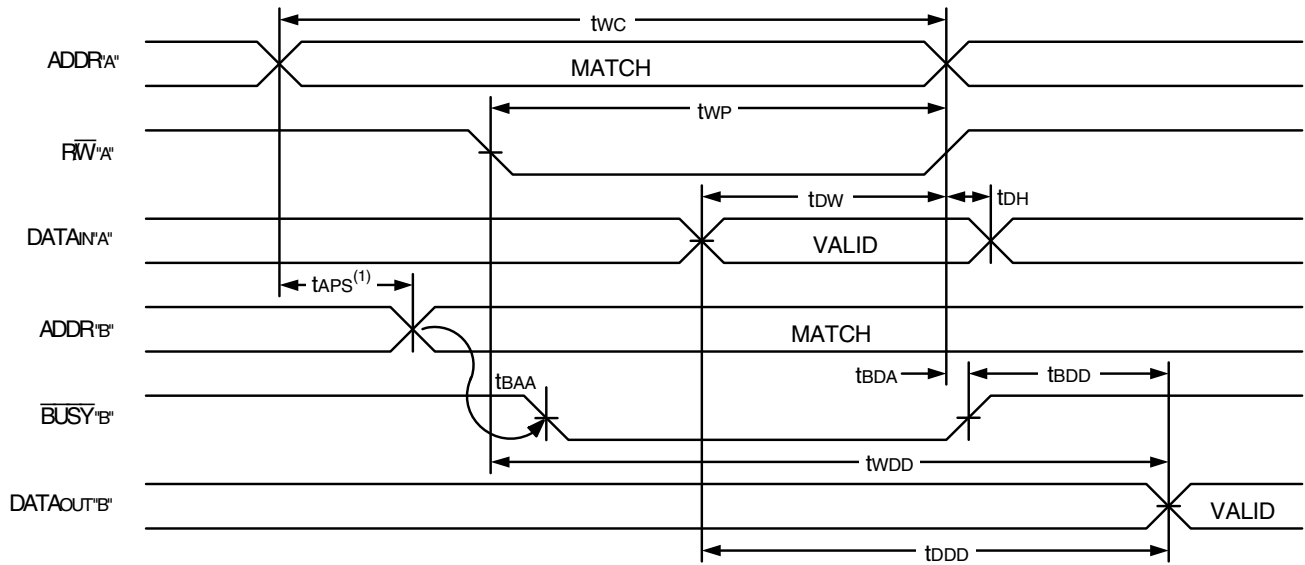 tWC
ADDR"A"
MATCH
tWP
R/W̅"A"
tDW
tDH
DATAIN"A"
VALID
tAPS(1)
ADDR"B"
MATCH
tBAA
tBDA
tBDD
B̅U̅S̅Y̅"B"
tWDD
DATAOUT"B"
VALID
tDDD